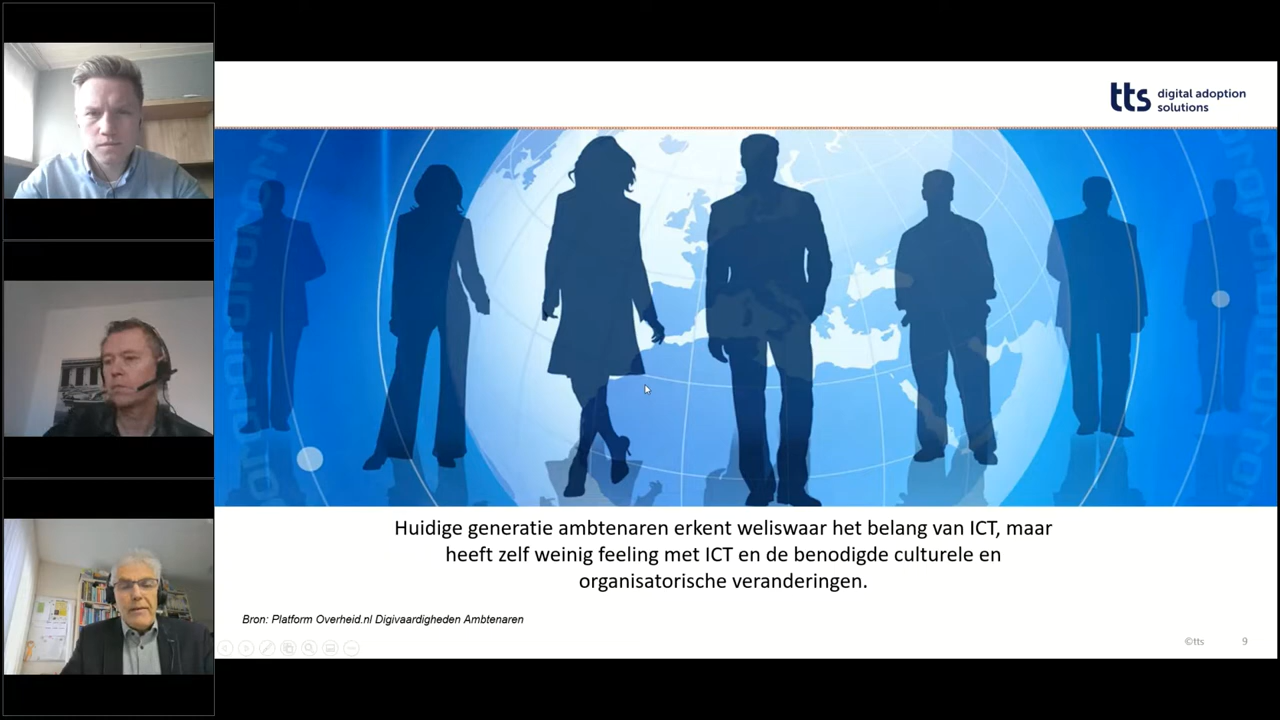 tts digital adoption
solutions
Huidige generatie ambtenaren erkent weliswaar het belang van ICT, maar
heeft zelf weinig feeling met ICT en de benodigde culturele en
organisatorische veranderingen.
Bron: Platform Overheid.nl Digivaardigheden Ambtenaren
©tts 9